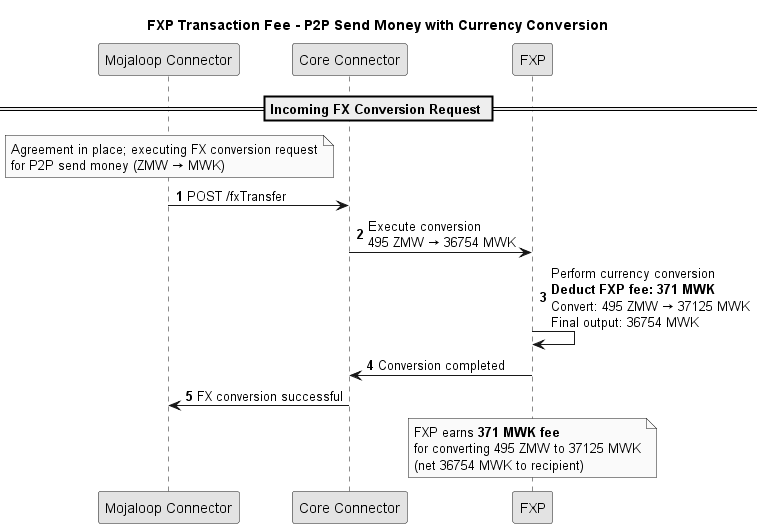 FXP Transaction Fee - P2P Send Money with Currency Conversion
Mojaloop Connector
Core Connector
FXP
Incoming FX Conversion Request
Agreement in place; executing FX conversion request
for P2P send money (ZMW → MWK)
1 POST /fxTransfer
Execute conversion
2 495 ZMW → 36754 MWK
Perform currency conversion
Deduct FXP fee: 371 MWK
3 Convert: 495 ZMW → 37125 MWK
Final output: 36754 MWK
4 Conversion completed
5 FX conversion successful
FXP earns 371 MWK fee
for converting 495 ZMW to 37125 MWK
(net 36754 MWK to recipient)
Mojaloop Connector
Core Connector
FXP